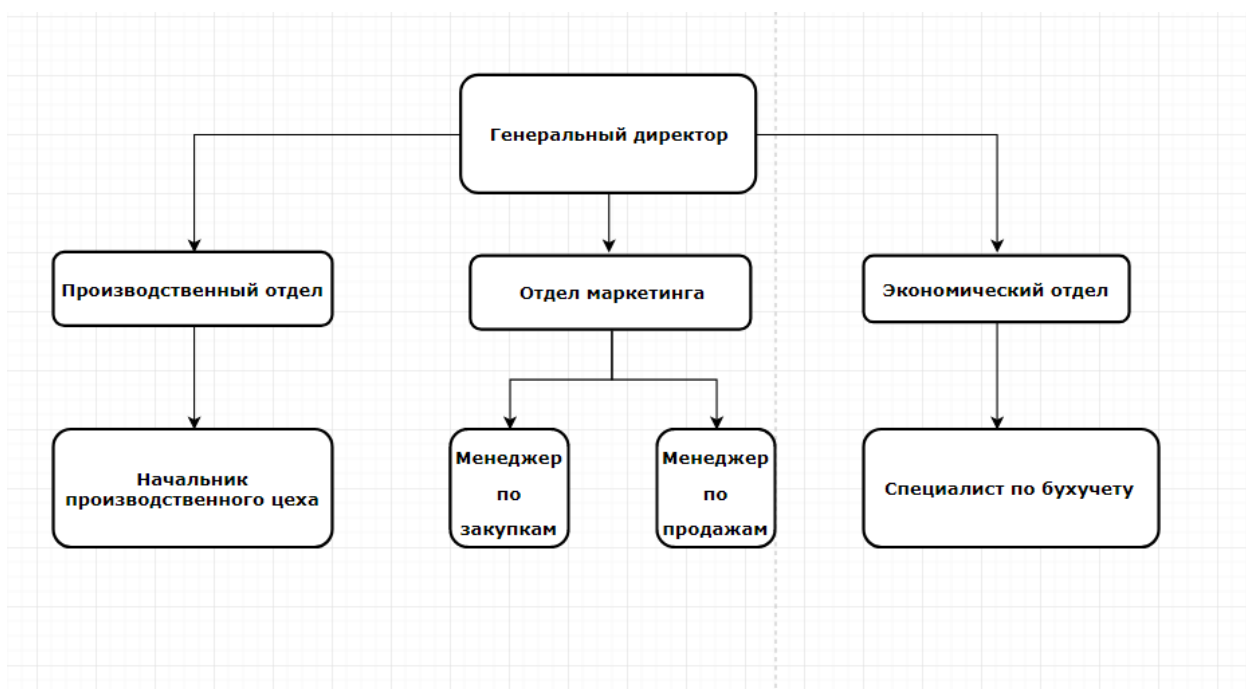 Генеральный директор
Производственный отдел
Отдел маркетинга
Экономический отдел
Начальник
производственного цеха
Менеджер
по
закупкам
Менеджер
по
продажам
Специалист по бухучету